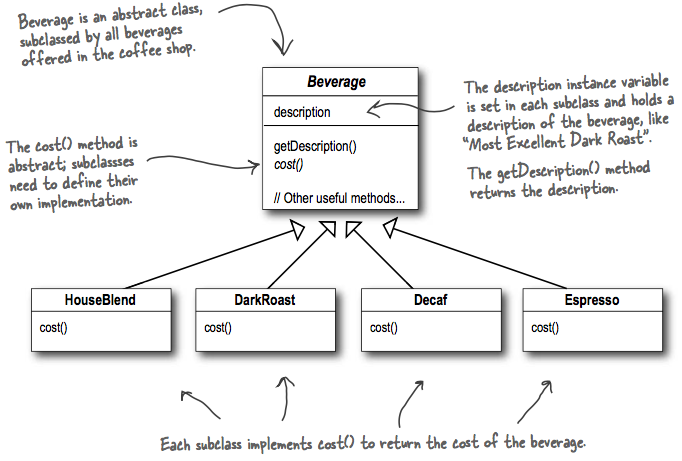 Beverage is an abstract class,
subclassed by all beverages
offered in the coffee shop.
Beverage
description
getDescription()
cost()
// Other useful methods...
The description instance variable
is set in each subclass and holds a
description of the beverage, like
“Most Excellent Dark Roast”.
The getDescription() method
returns the description.
The cost() method is
abstract; subclassses
need to define their
own implementation.
HouseBlend
cost()
DarkRoast
cost()
Decaf
cost()
Espresso
cost()
Each subclass implements cost() to return the cost of the beverage.